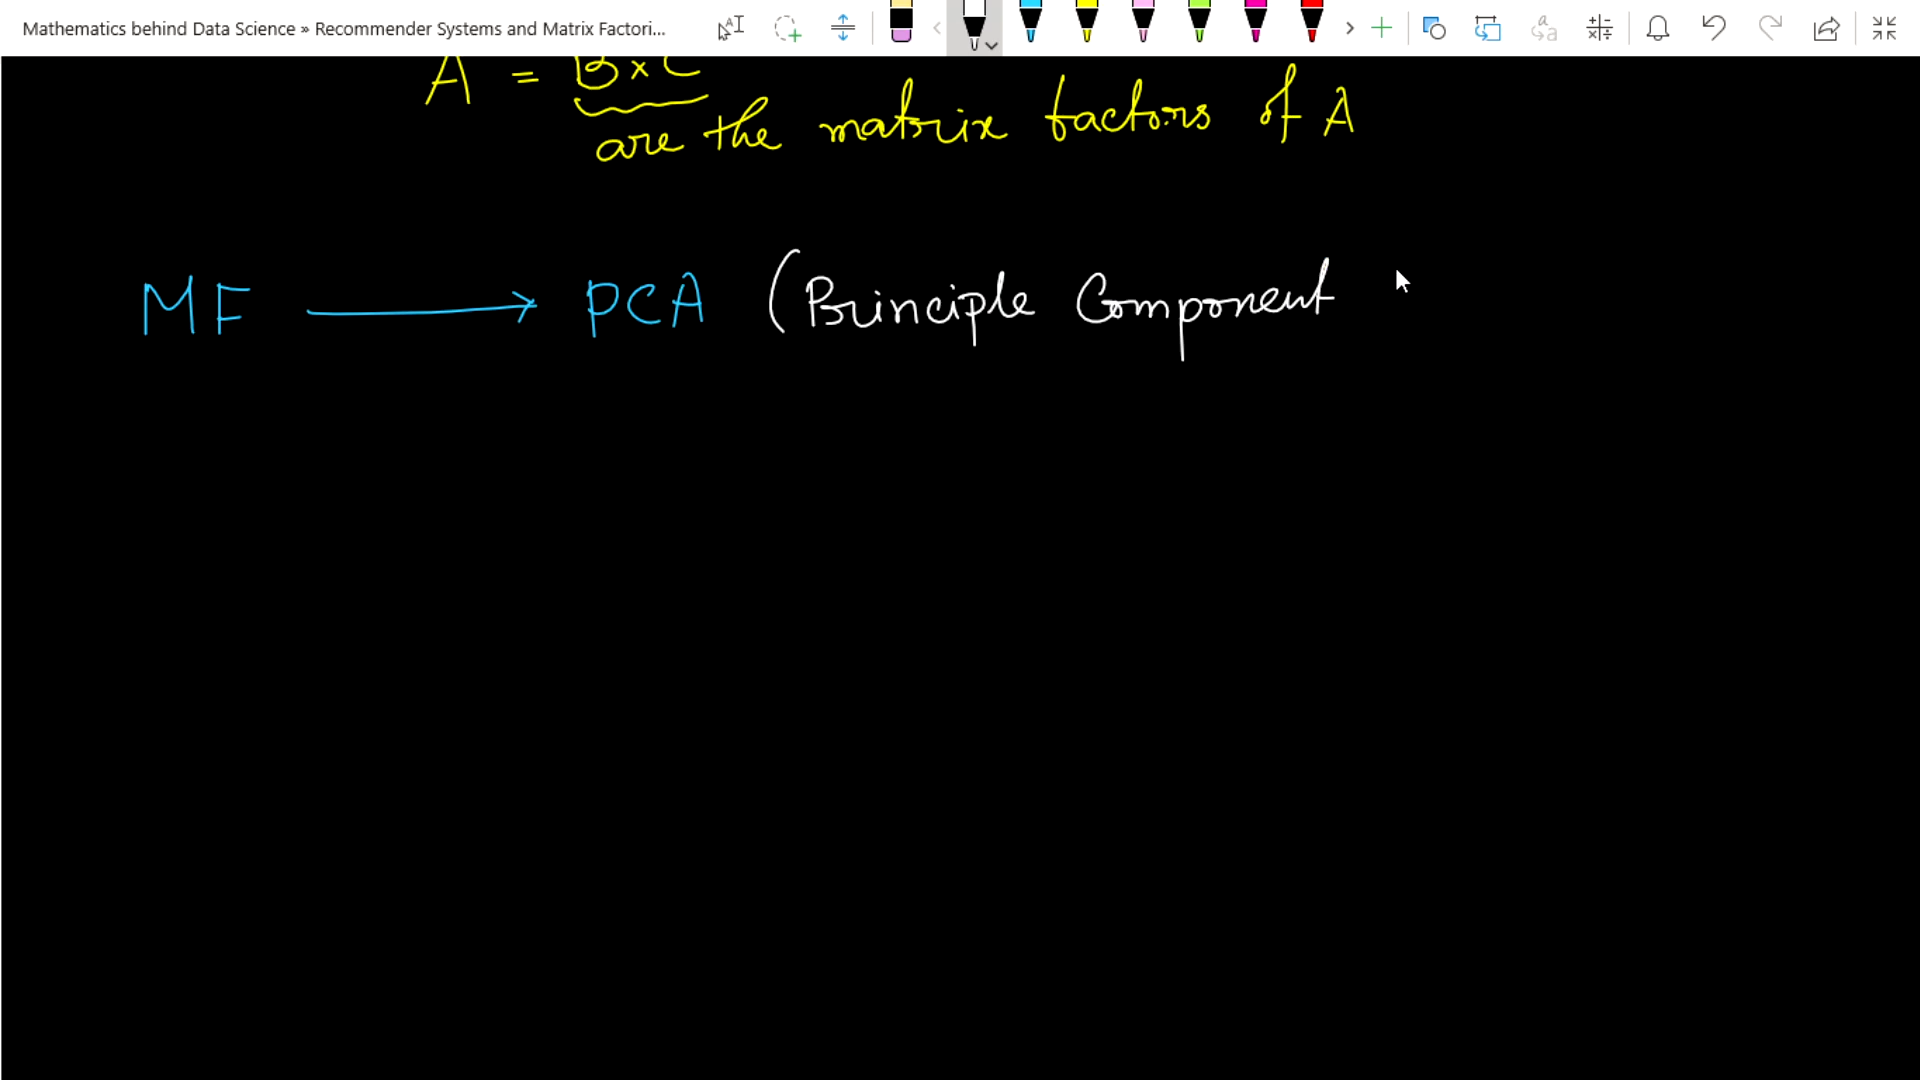 Mathematics behind Data Science » Recommender Systems and Matrix Factori...
A = B × C
are the matrix factors of A
MF → PCA (Principle Component